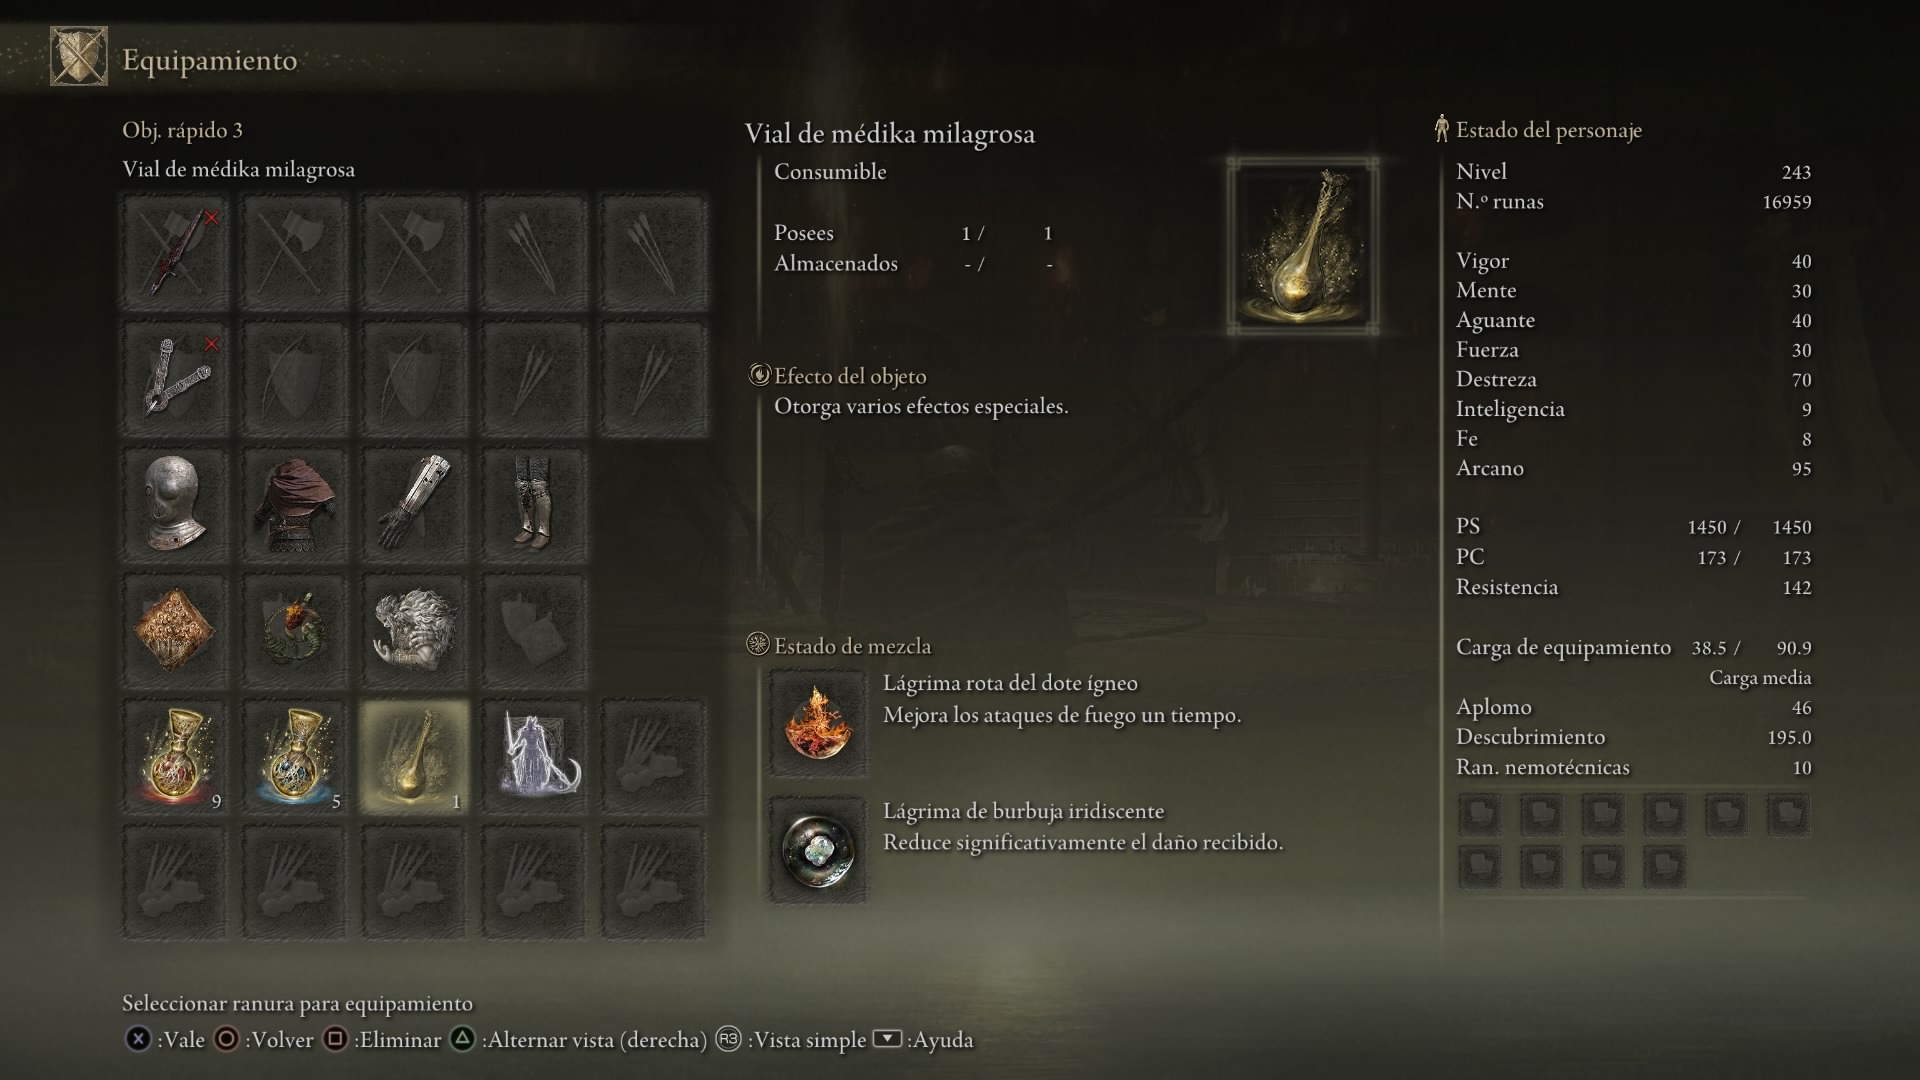 Equipamiento
Obj. rápido 3
Vial de médika milagrosa
9
5
1
Seleccionar ranura para equipamiento
X :Vale :Volver :Eliminar :Alternar vista (derecha) R3 :Vista simple :Ayuda
Vial de médika milagrosa
Consumible
Posees 1 / 1
Almacenados - / -
Efecto del objeto
Otorga varios efectos especiales.
Estado de mezcla
Lágrima rota del dote ígneo
Mejora los ataques de fuego un tiempo.
Lágrima de burbuja iridiscente
Reduce significativamente el daño recibido.
Estado del personaje
Nivel 243
N.º runas 16959
Vigor 40
Mente 30
Aguante 40
Fuerza 30
Destreza 70
Inteligencia 9
Fe 8
Arcano 95
PS 1450 / 1450
PC 173 / 173
Resistencia 142
Carga de equipamiento 38.5 / 90.9
Carga media
Aplomo 46
Descubrimiento 195.0
Ran. nemotécnicas 10